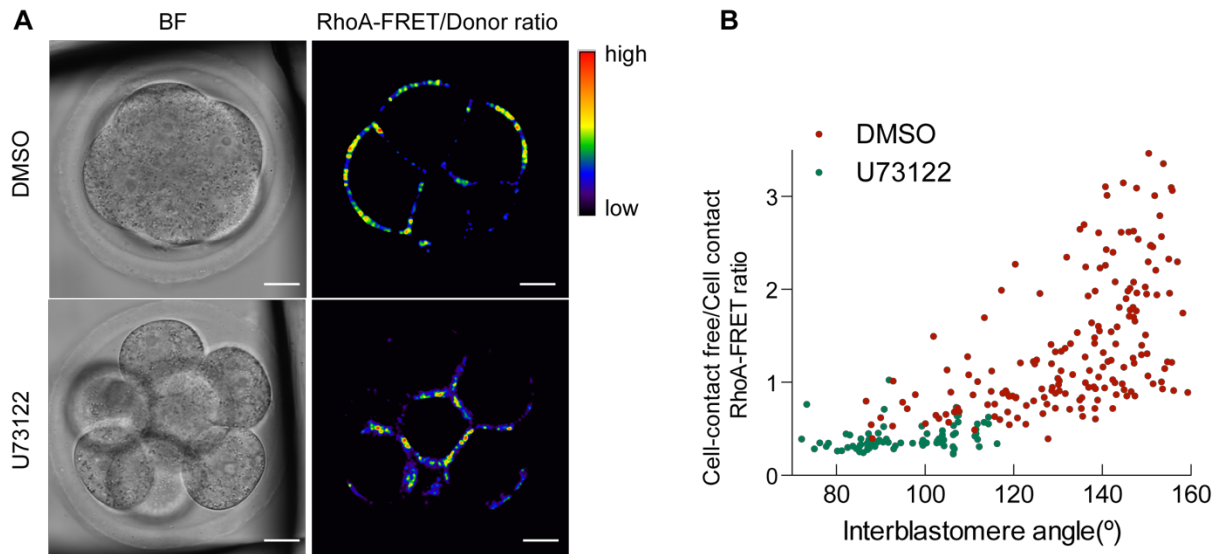 A
BF
RhoA-FRET/Donor ratio
high
low
DMSO
U73122
B
DMSO
U73122
Cell-contact free/Cell contact
RhoA-FRET ratio
3
2
1
0
80
100
120
140
160
Interblastomere angle(º)